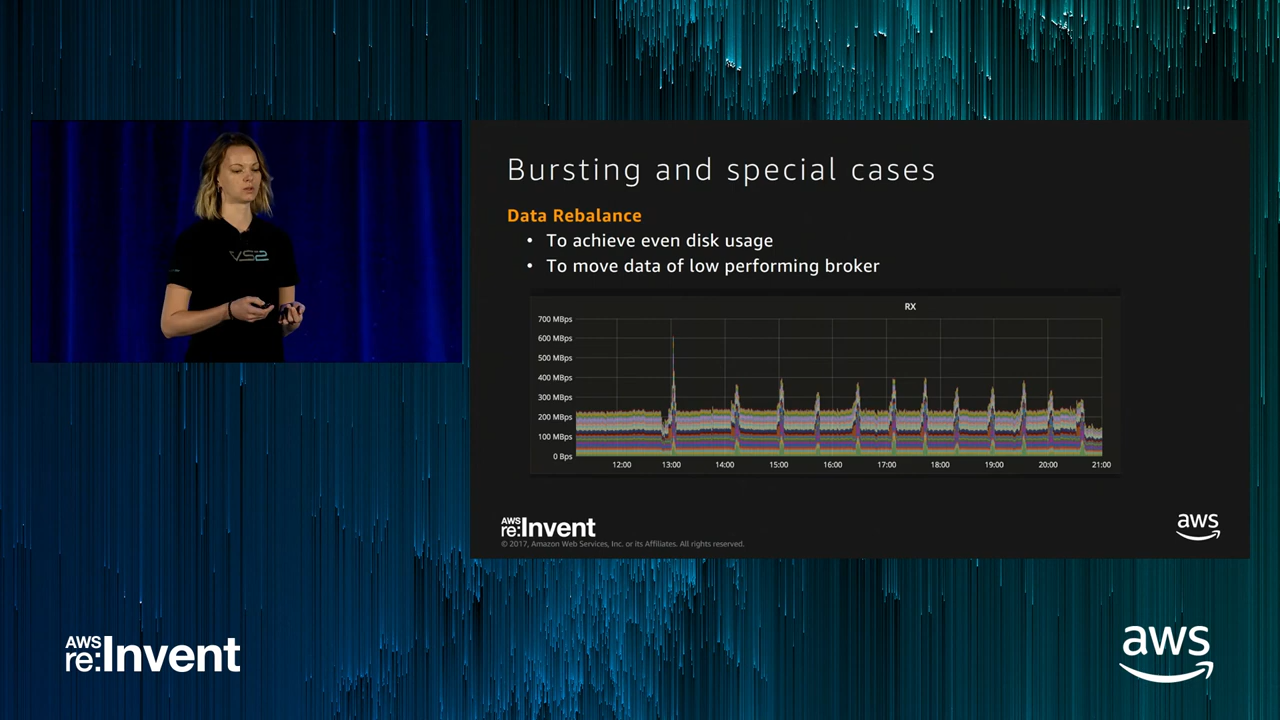 VS2
Bursting and special cases
Data Rebalance
• To achieve even disk usage
• To move data of low performing broker
RX
700 MBps
600 MBps
500 MBps
400 MBps
300 MBps
200 MBps
100 MBps
0 Bps
12:00 13:00 14:00 15:00 16:00 17:00 18:00 19:00 20:00 21:00
AWS
re:Invent
© 2017, Amazon Web Services, Inc. or its Affiliates. All rights reserved.
aws
AWS
re:Invent
aws